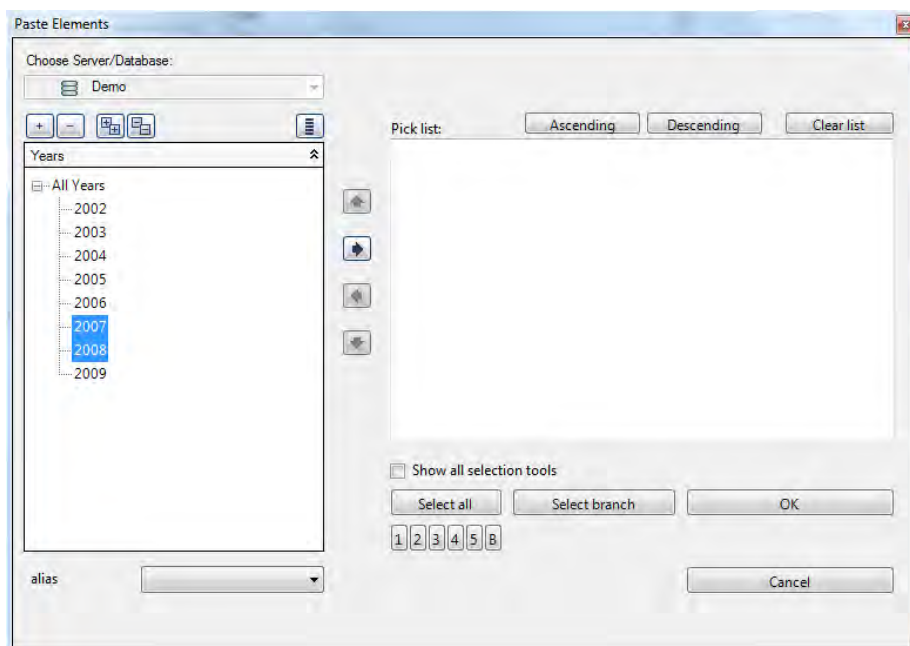 Paste Elements
Choose Server/Database:
Demo
Pick list:
Ascending
Descending
Clear list
Years
All Years
2002
2003
2004
2005
2006
2007
2008
2009
Show all selection tools
Select all
Select branch
OK
1 2 3 4 5 B
alias
Cancel